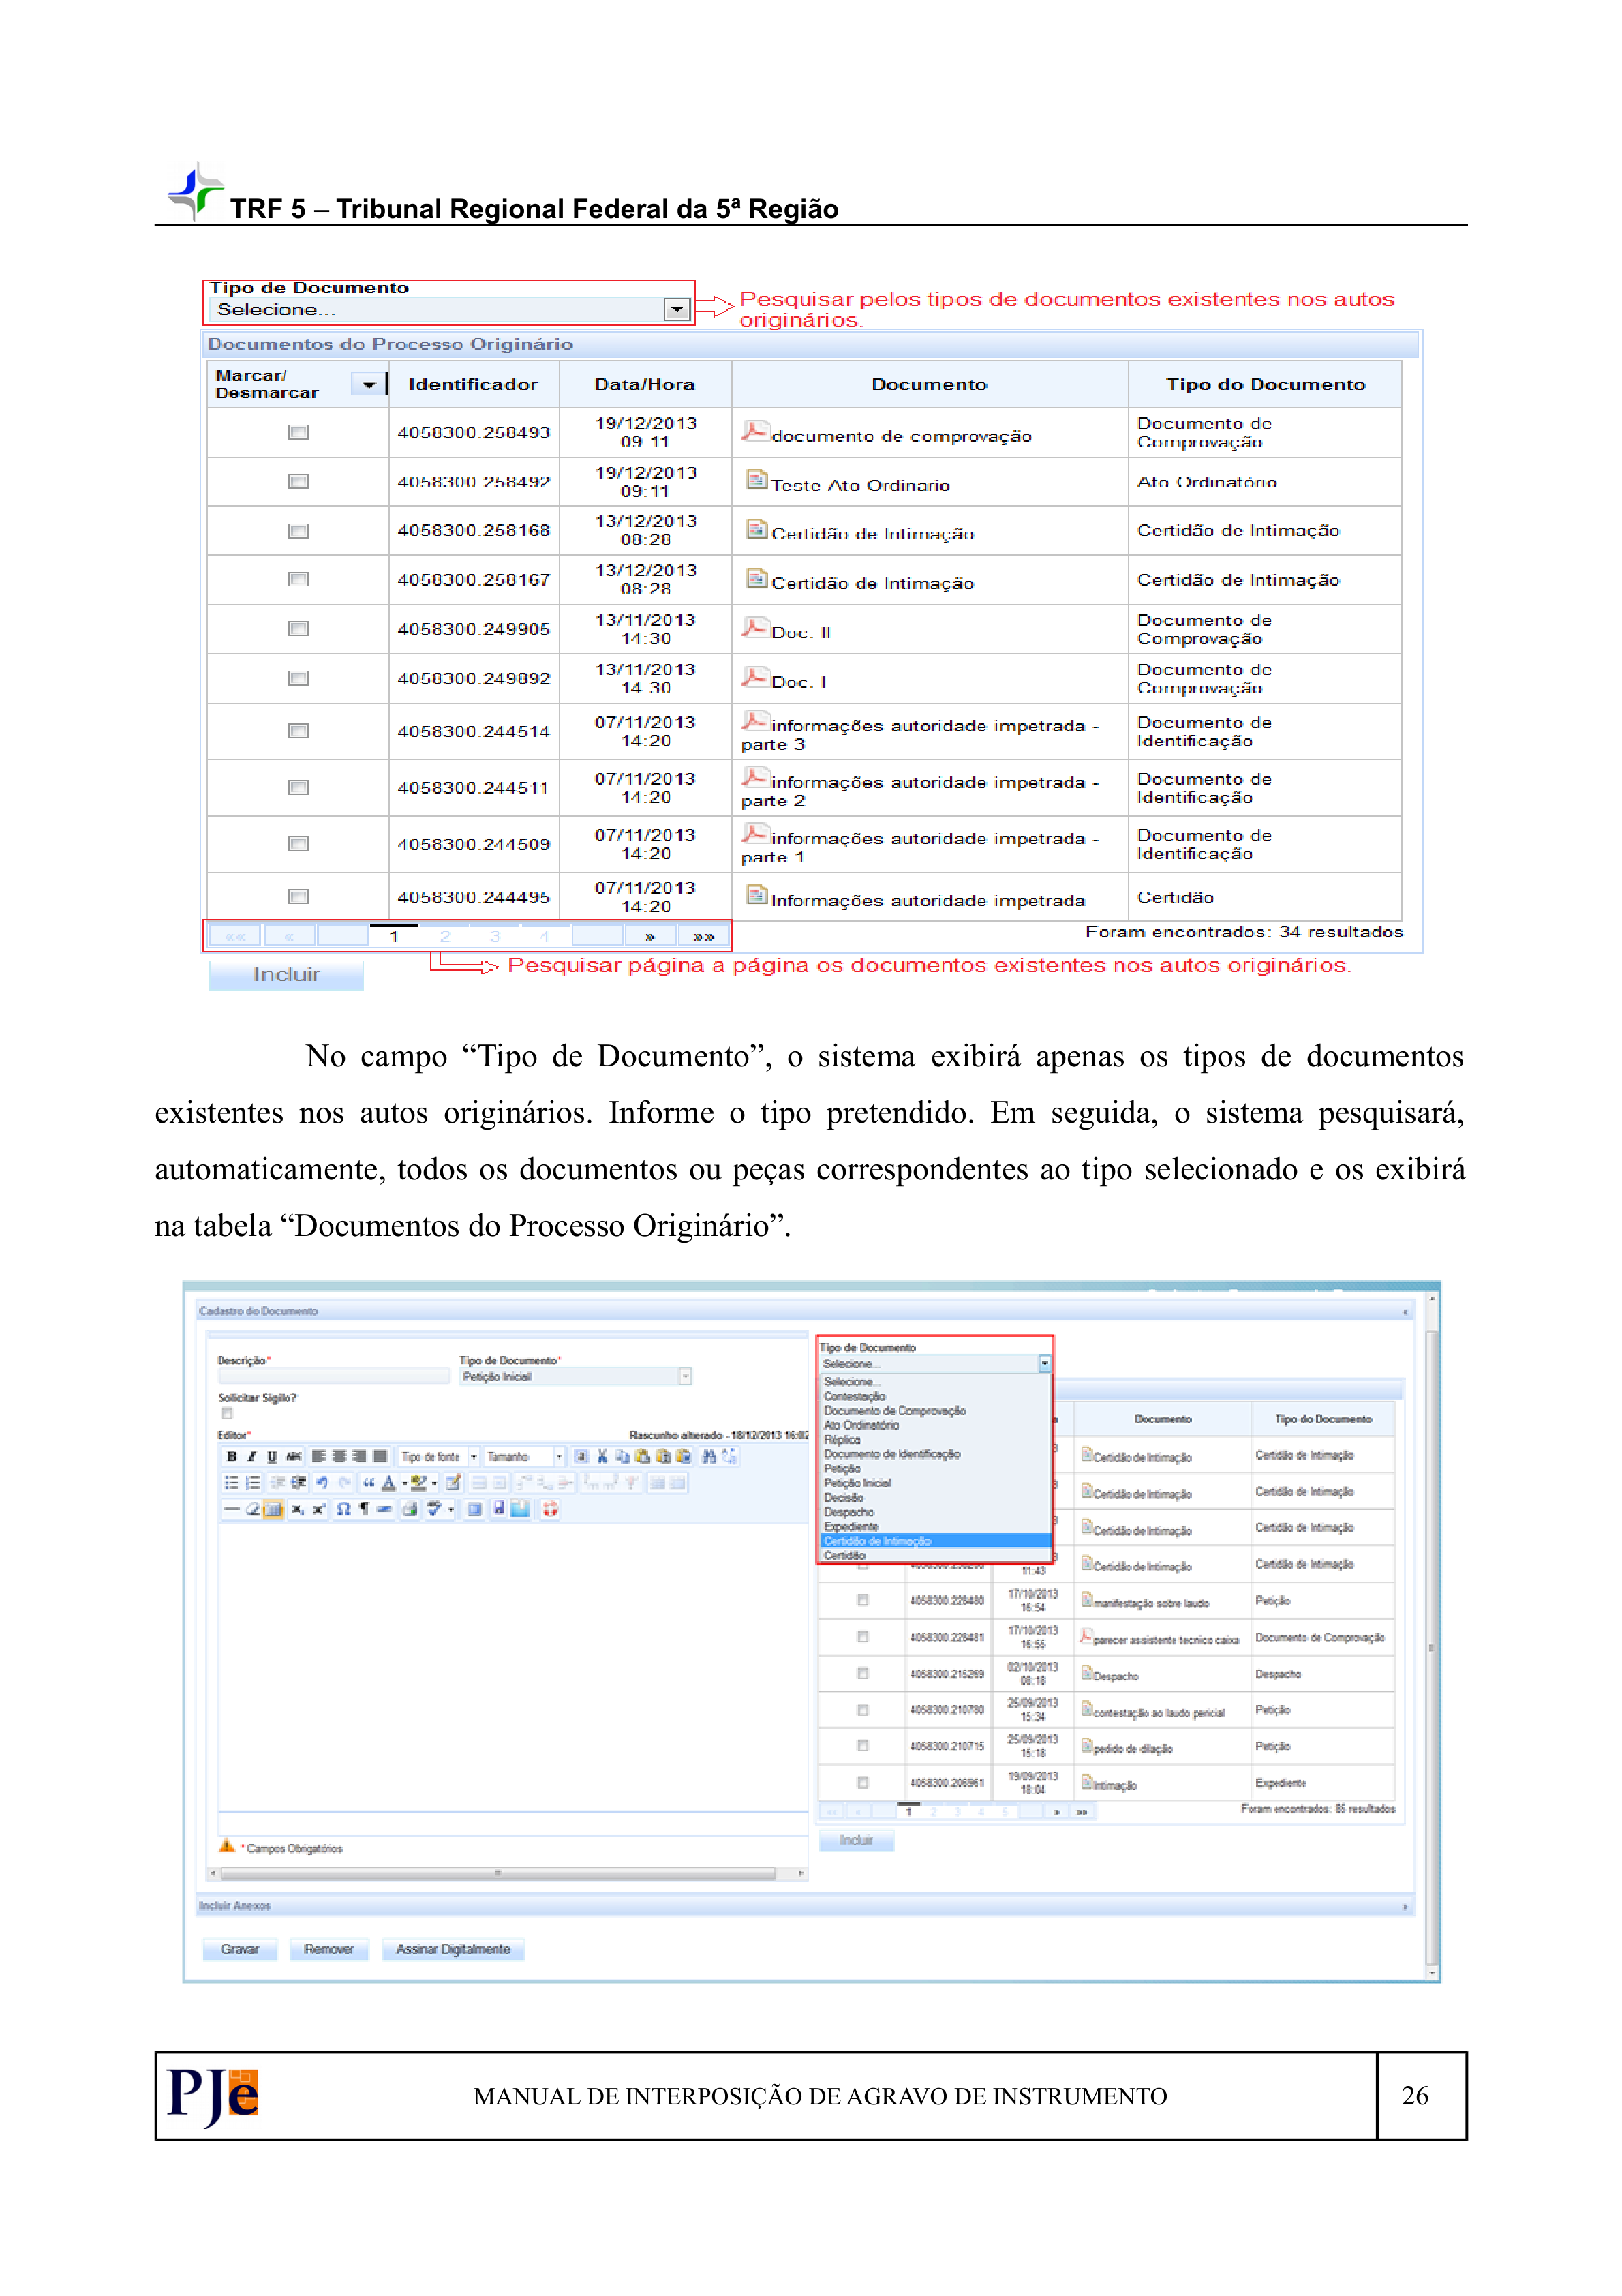 TRF 5 – Tribunal Regional Federal da 5ª Região
Tipo de Documento
Selecione...
Pesquisar pelos tipos de documentos existentes nos autos
originários.
Documentos do Processo Originário
Marcar/ Desmarcar Identificador Data/Hora Documento Tipo do Documento
4058300.258493 19/12/2013 09:11 documento de comprovação Documento de Comprovação
4058300.258492 19/12/2013 09:11 Teste Ato Ordinario Ato Ordinatório
4058300.258168 13/12/2013 08:28 Certidão de Intimação Certidão de Intimação
4058300.258167 13/12/2013 08:28 Certidão de Intimação Certidão de Intimação
4058300.249905 13/11/2013 14:30 Doc. II Documento de Comprovação
4058300.249892 13/11/2013 14:30 Doc. I Documento de Comprovação
4058300.244514 07/11/2013 14:20 informações autoridade impetrada - parte 3 Documento de Identificação
4058300.244511 07/11/2013 14:20 informações autoridade impetrada - parte 2 Documento de Identificação
4058300.244509 07/11/2013 14:20 informações autoridade impetrada - parte 1 Documento de Identificação
4058300.244495 07/11/2013 14:20 Informações autoridade impetrada Certidão
«« « 1 2 3 4 » »» Foram encontrados: 34 resultados
Incluir
Pesquisar página a página os documentos existentes nos autos originários.
No campo “Tipo de Documento”, o sistema exibirá apenas os tipos de documentos
existentes nos autos originários. Informe o tipo pretendido. Em seguida, o sistema pesquisará,
automaticamente, todos os documentos ou peças correspondentes ao tipo selecionado e os exibirá
na tabela “Documentos do Processo Originário”.
Cadastro do Documento
Descrição* Tipo de Documento*
Petição Inicial
Solicitar Sigilo?
Editor* Rascunho alterado - 18/12/2013 16:02
B I U ABC Tipo de fonte Tamanho
Tipo de Documento
Selecione...
Selecione...
Contestação
Documento de Comprovação
Ato Ordinatório
Réplica
Documento de Identificação
Petição
Petição Inicial
Decisão
Despacho
Expediente
Certidão de Intimação
Certidão
Documento Tipo do Documento
Certidão de Intimação Certidão de Intimação
Certidão de Intimação Certidão de Intimação
Certidão de Intimação Certidão de Intimação
11:43 Certidão de Intimação Certidão de Intimação
4058300.228480 17/10/2013 16:54 manifestação sobre laudo Petição
4058300.228481 17/10/2013 16:55 parecer assistente tecnico caixa Documento de Comprovação
4058300.215269 02/10/2013 08:18 Despacho Despacho
4058300.210780 25/09/2013 15:34 contestação ao laudo pericial Petição
4058300.210715 25/09/2013 15:18 pedido de dilação Petição
4058300.206961 19/09/2013 18:04 Intimação Expediente
«« « 1 2 3 4 5 » »» Foram encontrados: 85 resultados
Incluir
* Campos Obrigatórios
Incluir Anexos
Gravar Remover Assinar Digitalmente
PJe MANUAL DE INTERPOSIÇÃO DE AGRAVO DE INSTRUMENTO 26